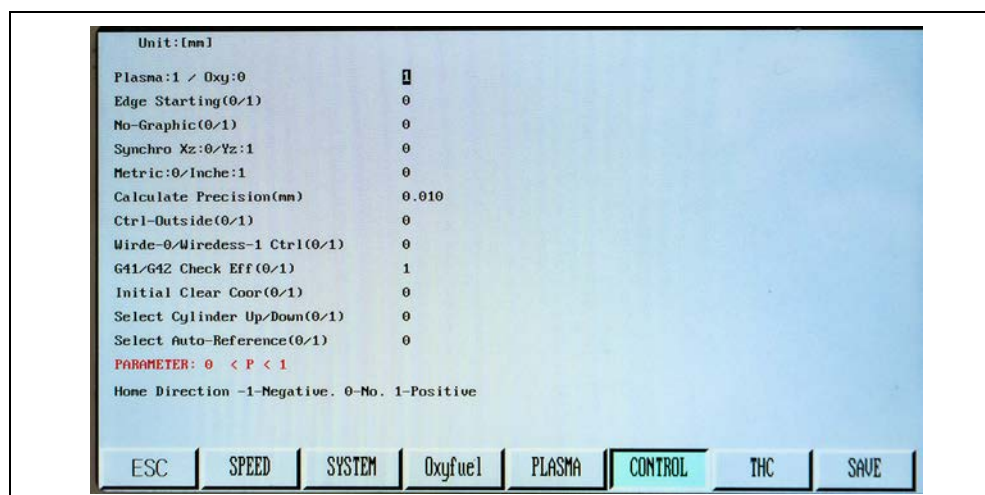 Unit:[mm]
Plasma:1 / Oxy:0 1
Edge Starting(0/1) 0
No-Graphic(0/1) 0
Synchro Xz:0/Yz:1 0
Metric:0/Inche:1 0
Calculate Precision(mm) 0.010
Ctrl-Outside(0/1) 0
Wirde-0/Wiredess-1 Ctrl(0/1) 0
G41/G42 Check Eff(0/1) 1
Initial Clear Coor(0/1) 0
Select Cylinder Up/Down(0/1) 0
Select Auto-Reference(0/1) 0
PARAMETER: 0 < P < 1
Home Direction -1-Negative. 0-No. 1-Positive
ESC SPEED SYSTEM Oxyfuel PLASMA CONTROL THC SAVE